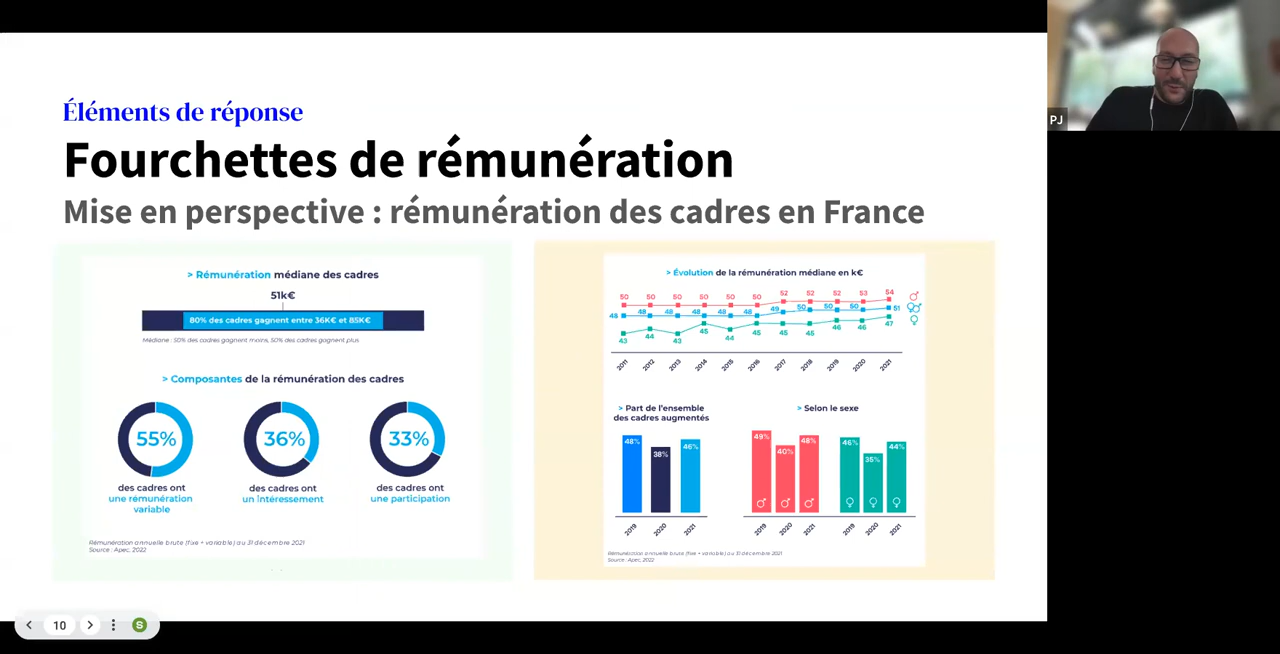 Éléments de réponse
Fourchettes de rémunération
Mise en perspective : rémunération des cadres en France
> Rémunération médiane des cadres
51k€
80% des cadres gagnent entre 36K€ et 85K€
Médiane : 50% des cadres gagnent moins, 50% des cadres gagnent plus
> Composantes de la rémunération des cadres
55% 36% 33%
des cadres ont des cadres ont des cadres ont
une rémunération un intéressement une participation
variable
Rémunération annuelle brute (fixe + variable) au 31 décembre 2021
Source : Apec, 2022
> Évolution de la rémunération médiane en k€
50 50 50 50 50 50 52 52 52 53 54
48 48 48 48 48 48 49 50 50 50 51
43 44 43 45 44 45 45 45 46 46 47
2011 2012 2013 2014 2015 2016 2017 2018 2019 2020 2021
> Part de l'ensemble
des cadres augmentés
48% 38% 46%
2019 2020 2021
> Selon le sexe
49% 40% 48% 46% 35% 44%
2019 2020 2021 2019 2020 2021
Rémunération annuelle brute (fixe + variable) au 31 décembre 2021
Source : Apec, 2022
PJ
10
S